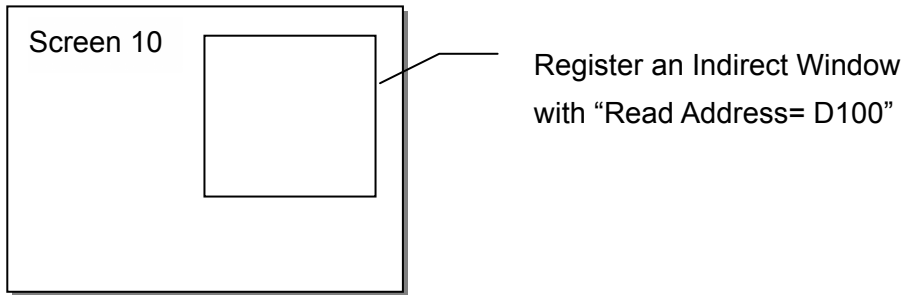 Screen 10
Register an Indirect Window
with “Read Address= D100”